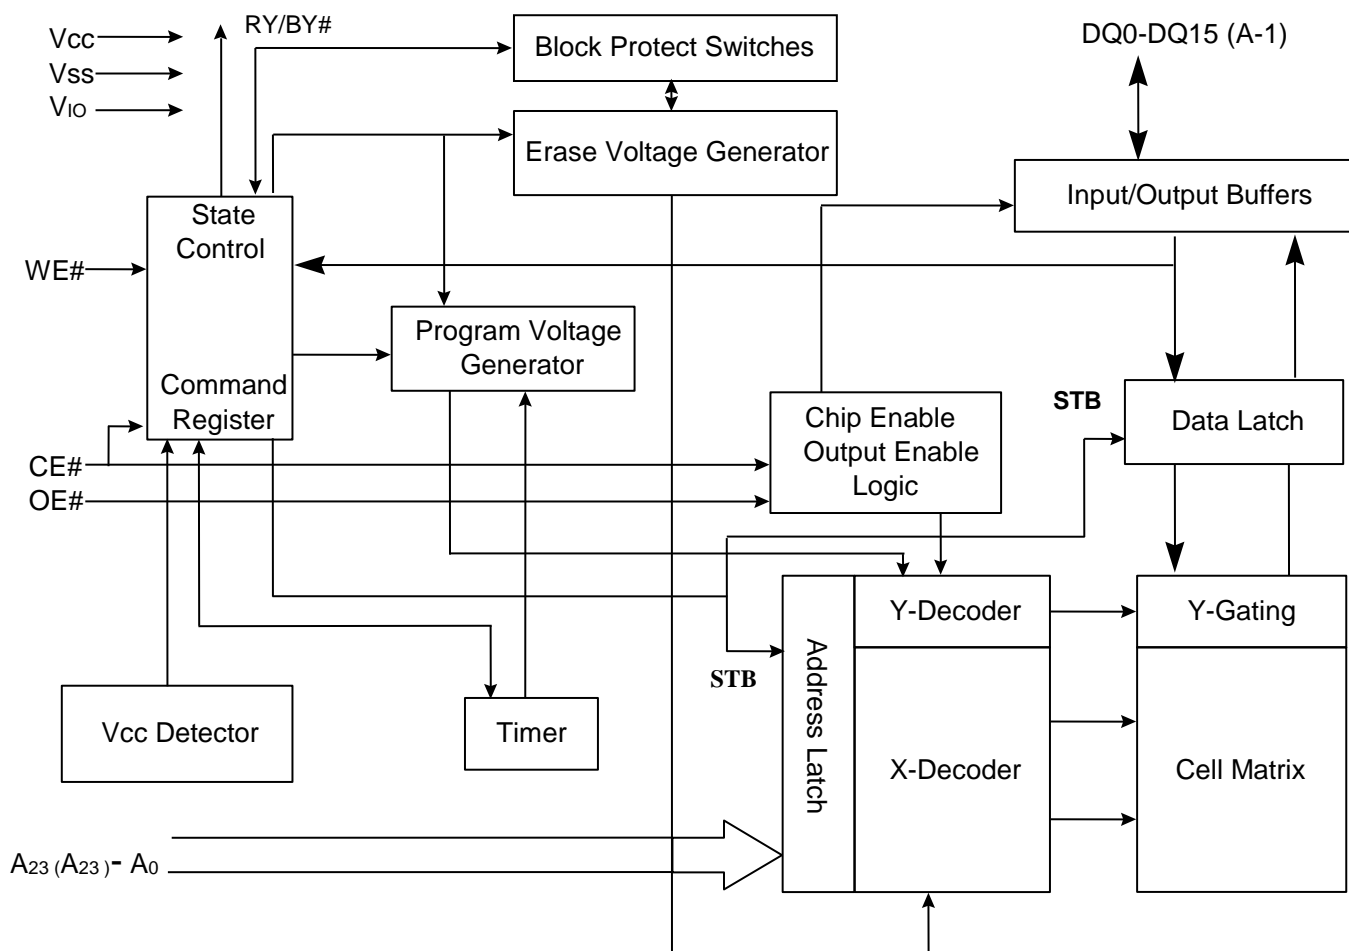 Vcc
Vss
VIO
RY/BY#
Block Protect Switches
DQ0-DQ15 (A-1)
Erase Voltage Generator
Input/Output Buffers
State
Control
WE#
Program Voltage
Generator
Command
Register
STB
Chip Enable
Output Enable
Logic
Data Latch
CE#
OE#
Y-Decoder
Y-Gating
Address Latch
STB
Vcc Detector
Timer
X-Decoder
Cell Matrix
A23 (A23) - A0